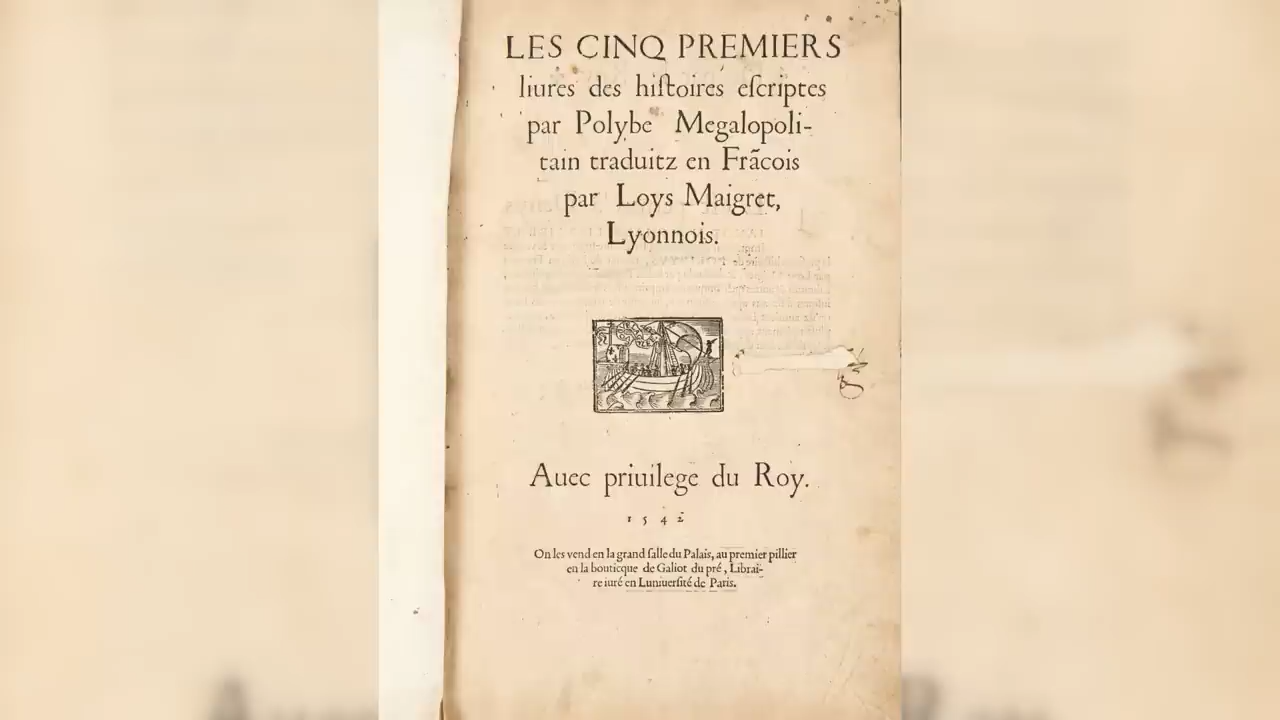 LES CINQ PREMIERS
liures des hiſtoires eſcriptes
par Polybe Megalopoli-
tain traduitz en Frãcois
par Loys Maigret,
Lyonnois.
Auec priuilege du Roy.
1542
On les vend en la grand ſalle du Palais, au premier pillier
en la bouticque de Galiot du pré, Librai-
re iuré en Luniuerſité de Paris.